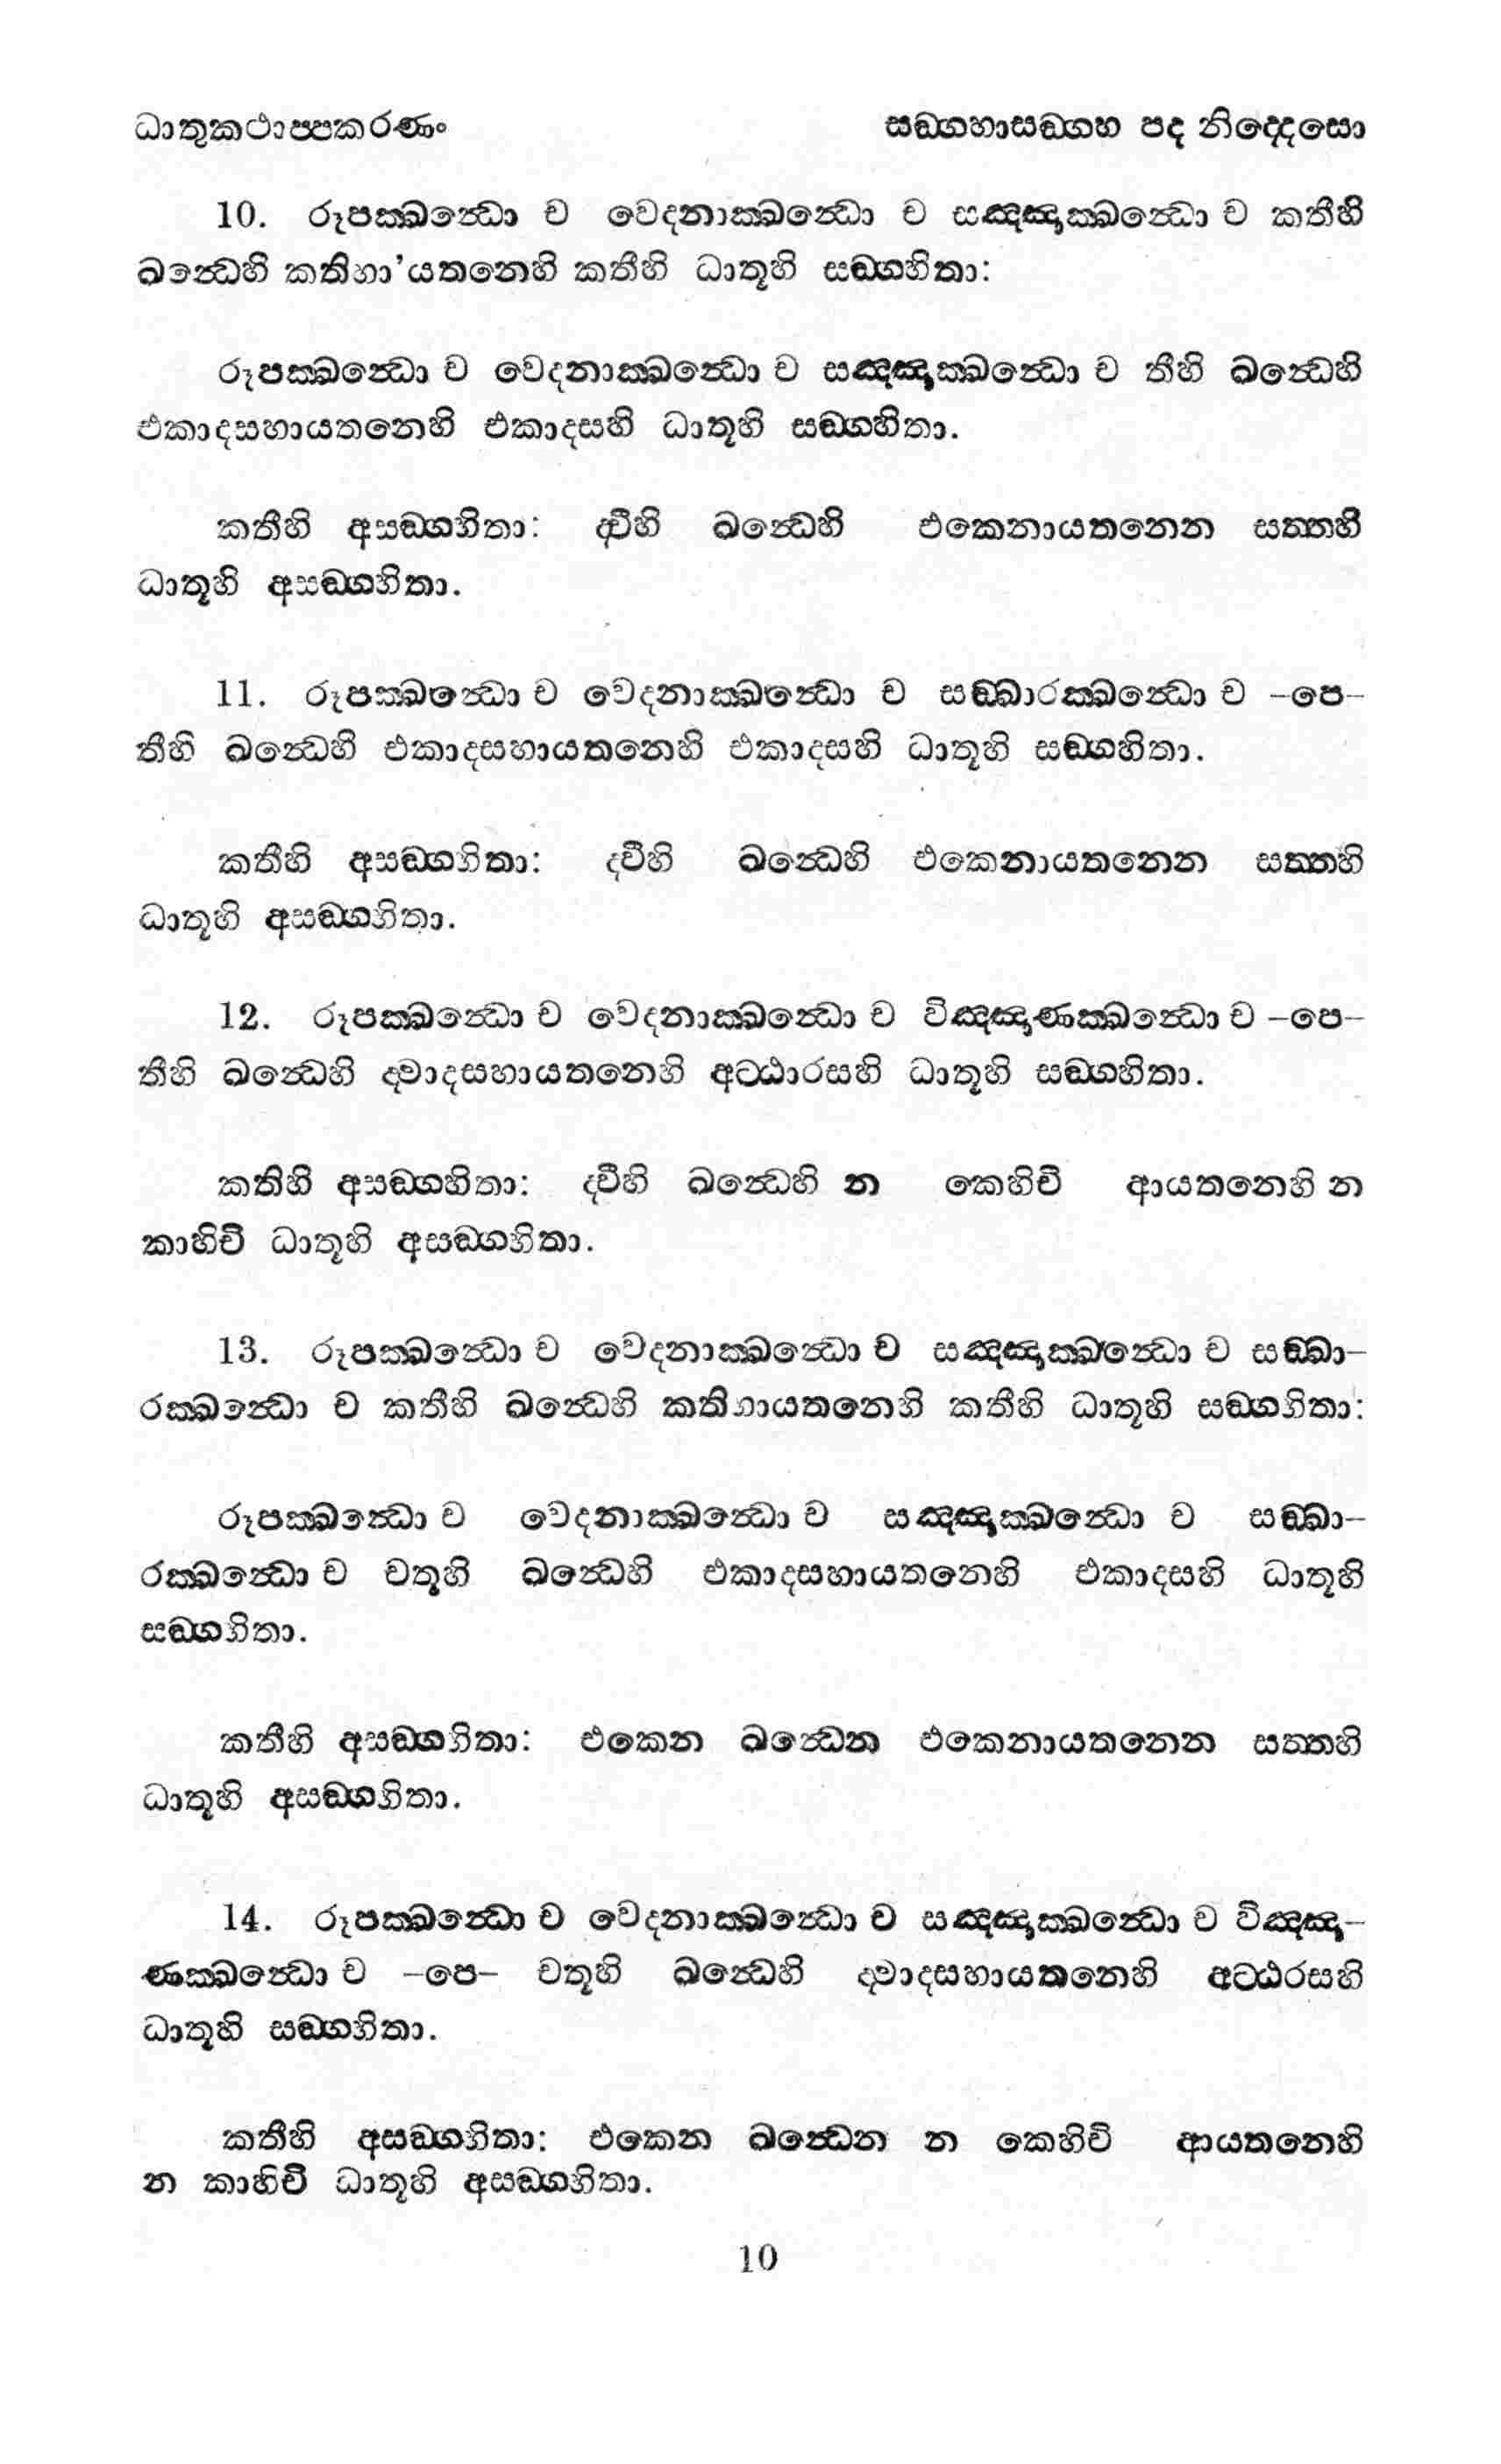 ධාතුකථාප්පකරණං
සඞ්ගහාසඞ්ගහ පද නිද්දෙසො
10. රූපක්ඛන්ධො ච වෙදනාක්ඛන්ධො ච සඤ්ඤාක්ඛන්ධො ච කතීහි
ඛන්ධෙහි කතිහා’යතනෙහි කතීහි ධාතූහි සඞ්ගහිතා:
රූපක්ඛන්ධො ච වෙදනාක්ඛන්ධො ච සඤ්ඤාක්ඛන්ධො ච තීහි ඛන්ධෙහි
එකාදසහායතනෙහි එකාදසහි ධාතූහි සඞ්ගහිතා.
කතීහි අසඞ්ගහිතා: ද්වීහි ඛන්ධෙහි එකෙනායතනෙන සත්තහි
ධාතූහි අසඞ්ගහිතා.
11. රූපක්ඛන්ධො ච වෙදනාක්ඛන්ධො ච සඞ්ඛාරක්ඛන්ධො ච –පෙ–
තීහි ඛන්ධෙහි එකාදසහායතනෙහි එකාදසහි ධාතූහි සඞ්ගහිතා.
කතීහි අසඞ්ගහිතා: ද්වීහි ඛන්ධෙහි එකෙනායතනෙන සත්තහි
ධාතූහි අසඞ්ගහිතා.
12. රූපක්ඛන්ධො ච වෙදනාක්ඛන්ධො ච විඤ්ඤාණක්ඛන්ධො ච –පෙ–
තීහි ඛන්ධෙහි ද්වාදසහායතනෙහි අට්ඨාරසහි ධාතූහි සඞ්ගහිතා.
කතිහි අසඞ්ගහිතා: ද්වීහි ඛන්ධෙහි න කෙහිචි ආයතනෙහි න
කාහිචි ධාතූහි අසඞ්ගහිතා.
13. රූපක්ඛන්ධො ච වෙදනාක්ඛන්ධො ච සඤ්ඤාක්ඛන්ධො ච සඞ්ඛා–
රක්ඛන්ධො ච කතීහි ඛන්ධෙහි කතිහායතනෙහි කතීහි ධාතූහි සඞ්ගහිතා:
රූපක්ඛන්ධො ච වෙදනාක්ඛන්ධො ච සඤ්ඤාක්ඛන්ධො ච සඞ්ඛා–
රක්ඛන්ධො ච චතූහි ඛන්ධෙහි එකාදසහායතනෙහි එකාදසහි ධාතූහි
සඞ්ගහිතා.
කතීහි අසඞ්ගහිතා: එකෙන ඛන්ධෙන එකෙනායතනෙන සත්තහි
ධාතූහි අසඞ්ගහිතා.
14. රූපක්ඛන්ධො ච වෙදනාක්ඛන්ධො ච සඤ්ඤාක්ඛන්ධො ච විඤ්ඤා–
ණක්ඛන්ධො ච –පෙ– චතූහි ඛන්ධෙහි ද්වාදසහායතනෙහි අට්ඨරසහි
ධාතූහි සඞ්ගහිතා.
කතීහි අසඞ්ගහිතා: එකෙන ඛන්ධෙන න කෙහිචි ආයතනෙහි
න කාහිචි ධාතූහි අසඞ්ගහිතා.
10